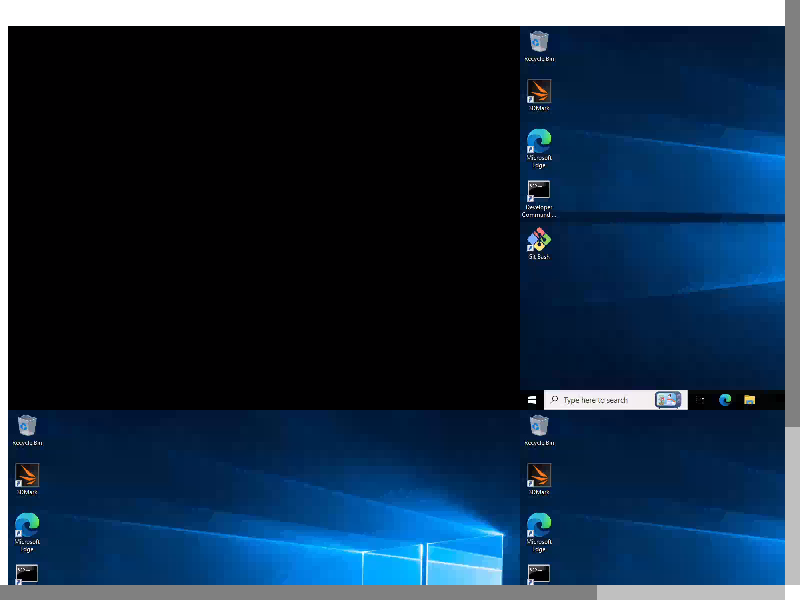 Recycle Bin
3DMark
Microsoft
Edge
Developer
Command ...
Git Bash
Type here to search
Recycle Bin
3DMark
Microsoft
Edge
Recycle Bin
3DMark
Microsoft
Edge